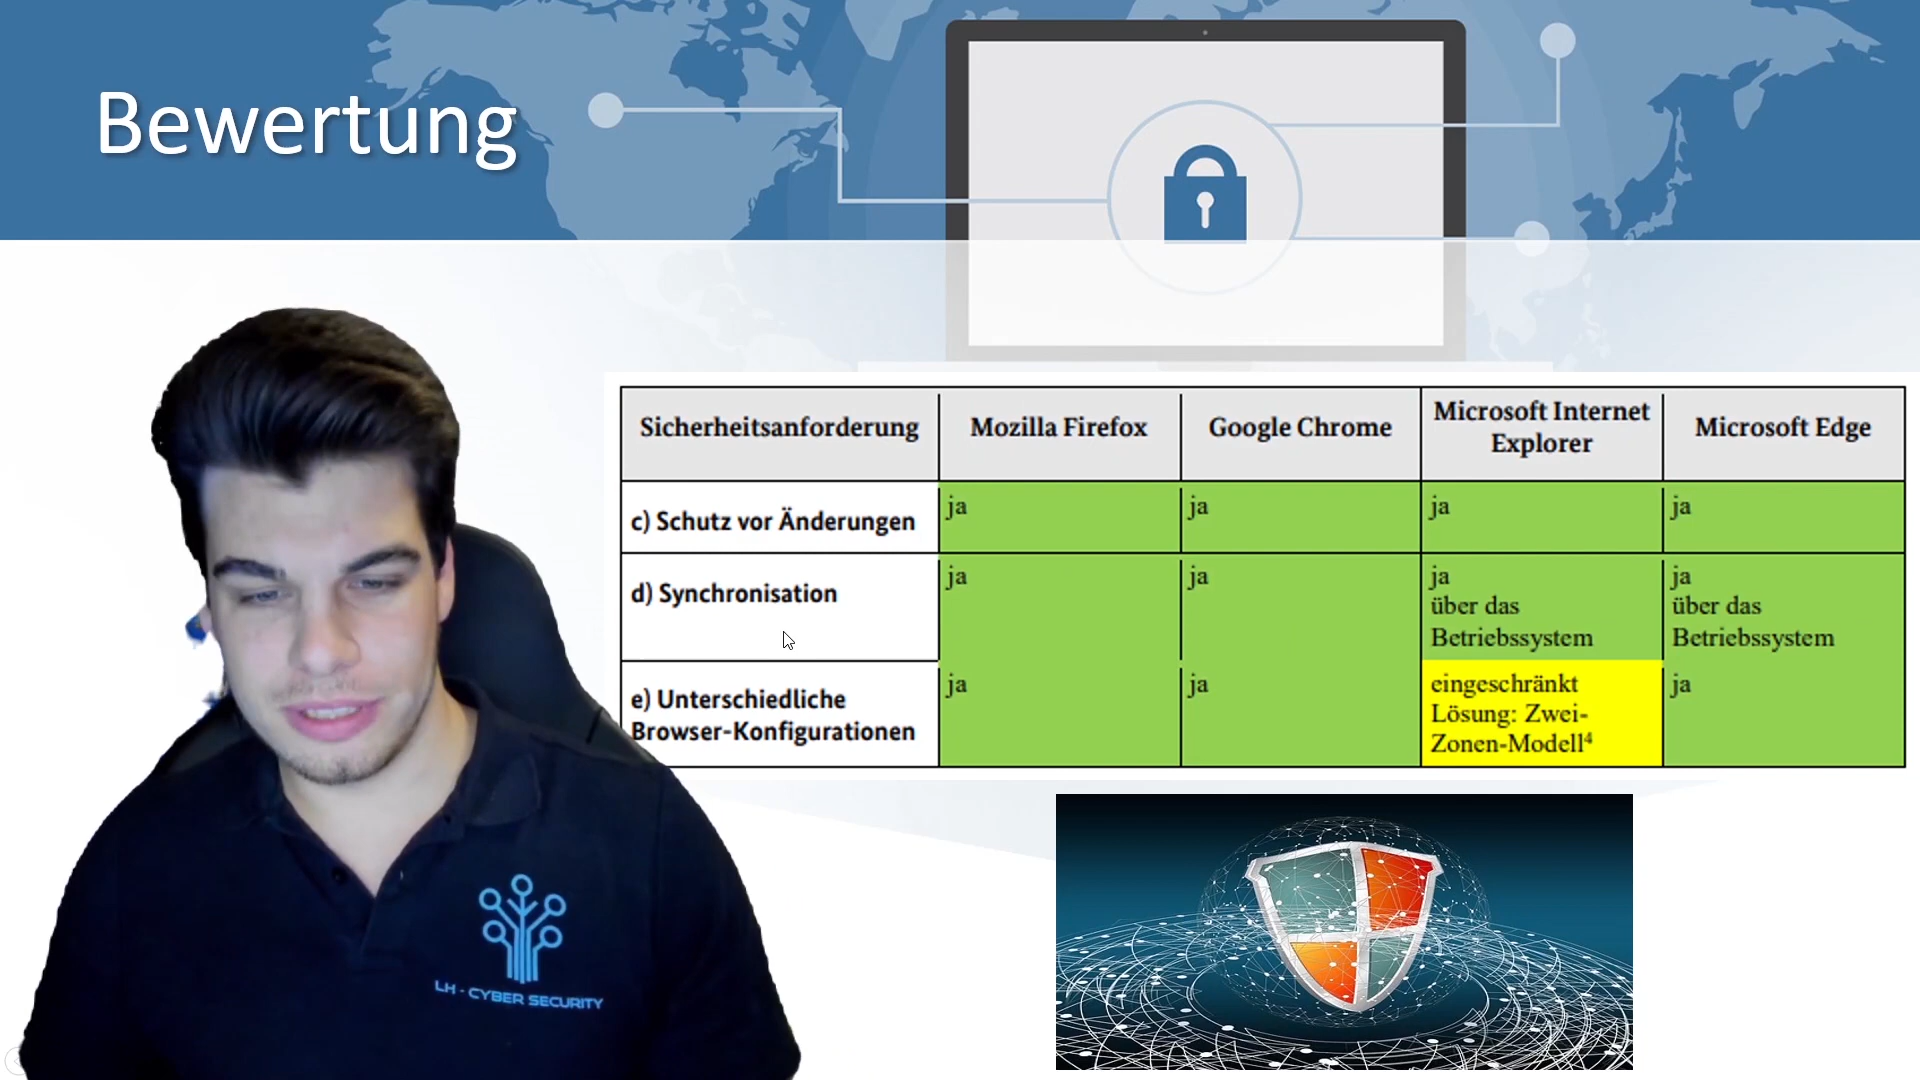 Bewertung
Sicherheitsanforderung
Mozilla Firefox
Google Chrome
Microsoft Internet
Explorer
Microsoft Edge
c) Schutz vor Änderungen
ja
ja
ja
ja
d) Synchronisation
ja
ja
ja
über das
Betriebssystem
ja
über das
Betriebssystem
e) Unterschiedliche
Browser-Konfigurationen
ja
ja
eingeschränkt
Lösung: Zwei-
Zonen-Modell⁴
ja
LH - CYBER SECURITY